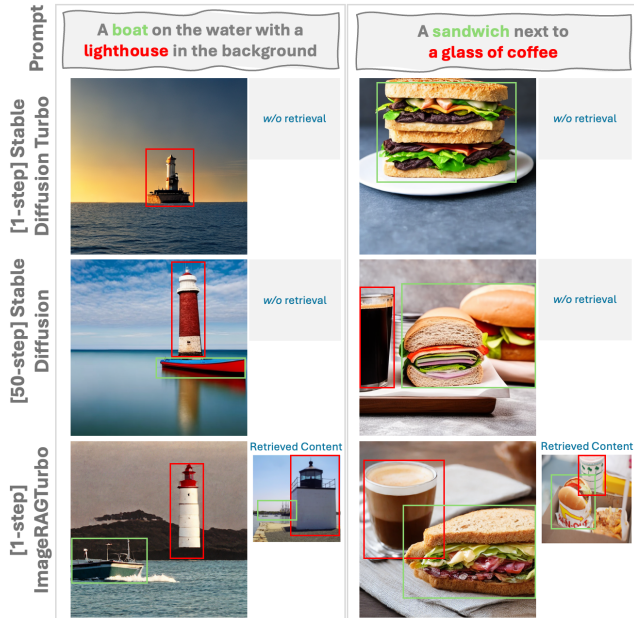 Prompt
A boat on the water with a
lighthouse in the background
A sandwich next to
a glass of coffee
[1-step] Stable
Diffusion Turbo
w/o retrieval
w/o retrieval
[50-step] Stable
Diffusion
w/o retrieval
w/o retrieval
[1-step]
ImageRAGTurbo
Retrieved Content
Retrieved Content